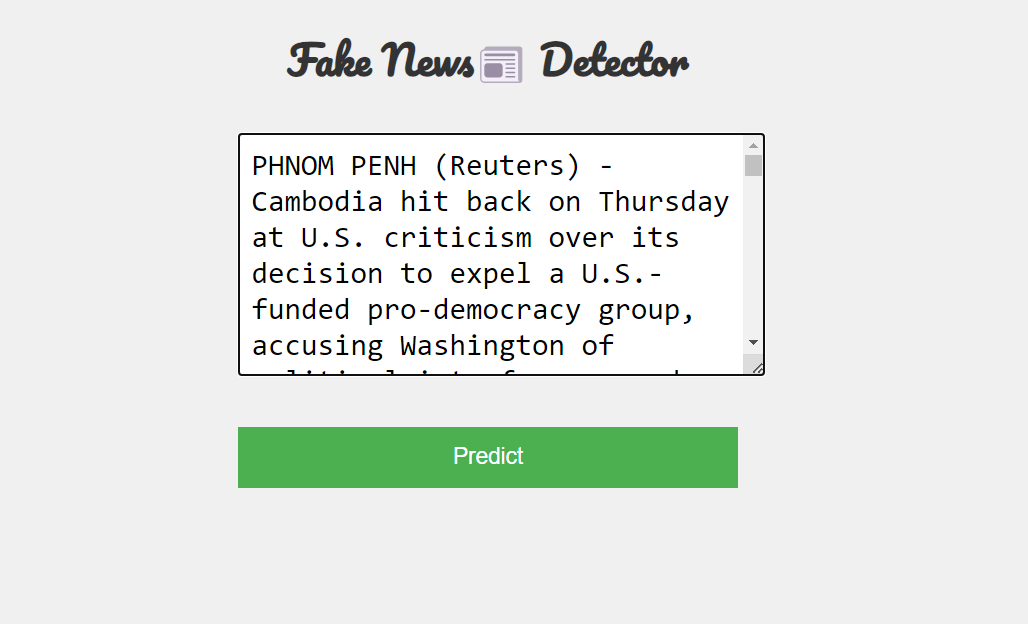 Fake News Detector
PHNOM PENH (Reuters) -
Cambodia hit back on Thursday
at U.S. criticism over its
decision to expel a U.S.-
funded pro-democracy group,
accusing Washington of
Predict